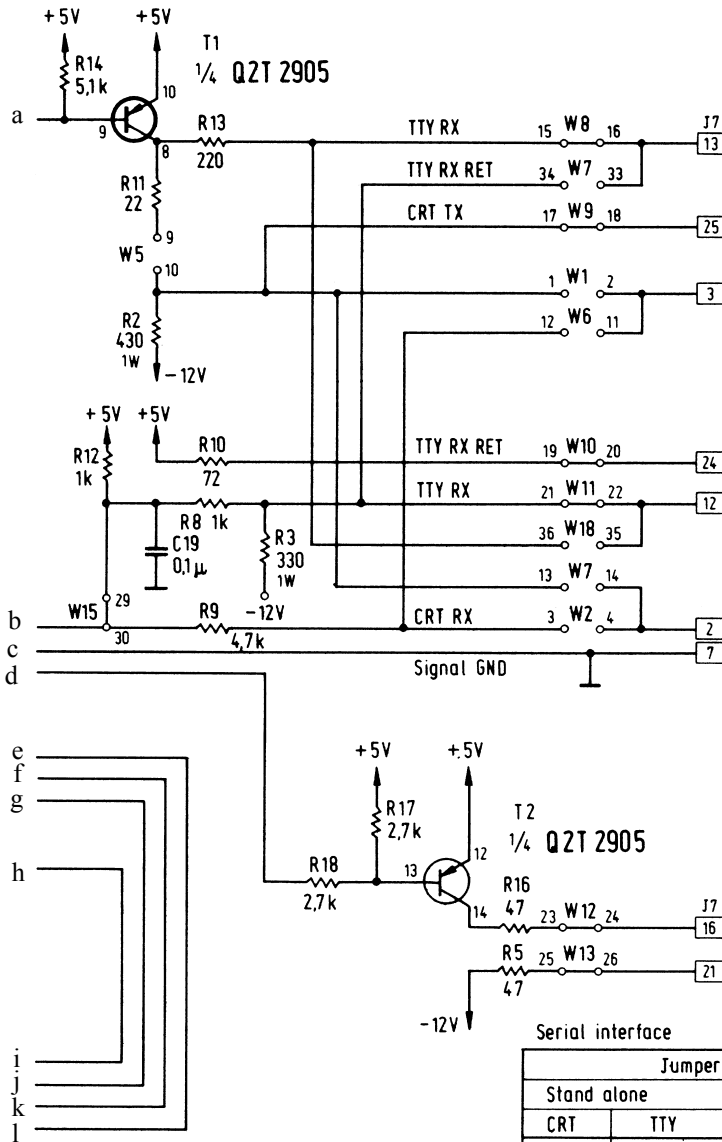 +5V +5V
T1
R14
5,1k
1/4 Q2T 2905
10
a
9
8
R13
220
TTY RX
15 W8 16
J7
13
R11
22
TTY RX RET
34 W7 33
CRT TX
17 W9 18
25
9
W5
10
1 W1 2
3
R2
430
1W
12 W6 11
-12V
+5V +5V
R12
1k
R10
72
TTY RX RET
19 W10 20
24
R8 1k
TTY RX
21 W11 22
12
C19
0,1µ
R3
330
1W
36 W18 35
-12V
13 W7 14
29
W15
30
b
R9
4,7k
CRT RX
3 W2 4
2
c
7
Signal GND
d
+5V +5V
e
f
g
R17
2,7k
T2
1/4 Q2T 2905
12
h
R18
2,7k
13
14
R16
47
23 W12 24
J7
16
R5
47
25 W13 26
21
-12V
Serial interface
i
j
k
l
Jumper
Stand alone
CRT TTY